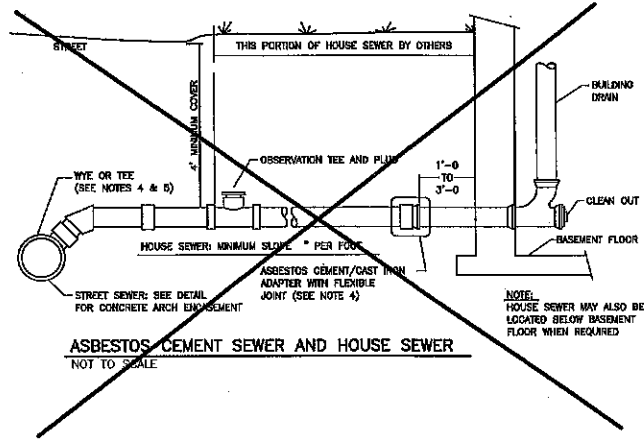 STREET
THIS PORTION OF HOUSE SEWER BY OTHERS
BUILDING
DRAIN
4' MINIMUM COVER
WYE OR TEE
(SEE NOTES 4 & 5)
OBSERVATION TEE AND PLUG
1'-0
TO
3'-0
CLEAN OUT
HOUSE SEWER: MINIMUM SLOPE " PER FOOT
BASEMENT FLOOR
ASBESTOS CEMENT/CAST IRON
ADAPTER WITH FLEXIBLE
JOINT (SEE NOTE 4)
STREET SEWER: SEE DETAIL
FOR CONCRETE ARCH ENCASEMENT
NOTE:
HOUSE SEWER MAY ALSO BE
LOCATED BELOW BASEMENT
FLOOR WHEN REQUIRED
ASBESTOS CEMENT SEWER AND HOUSE SEWER
NOT TO SCALE